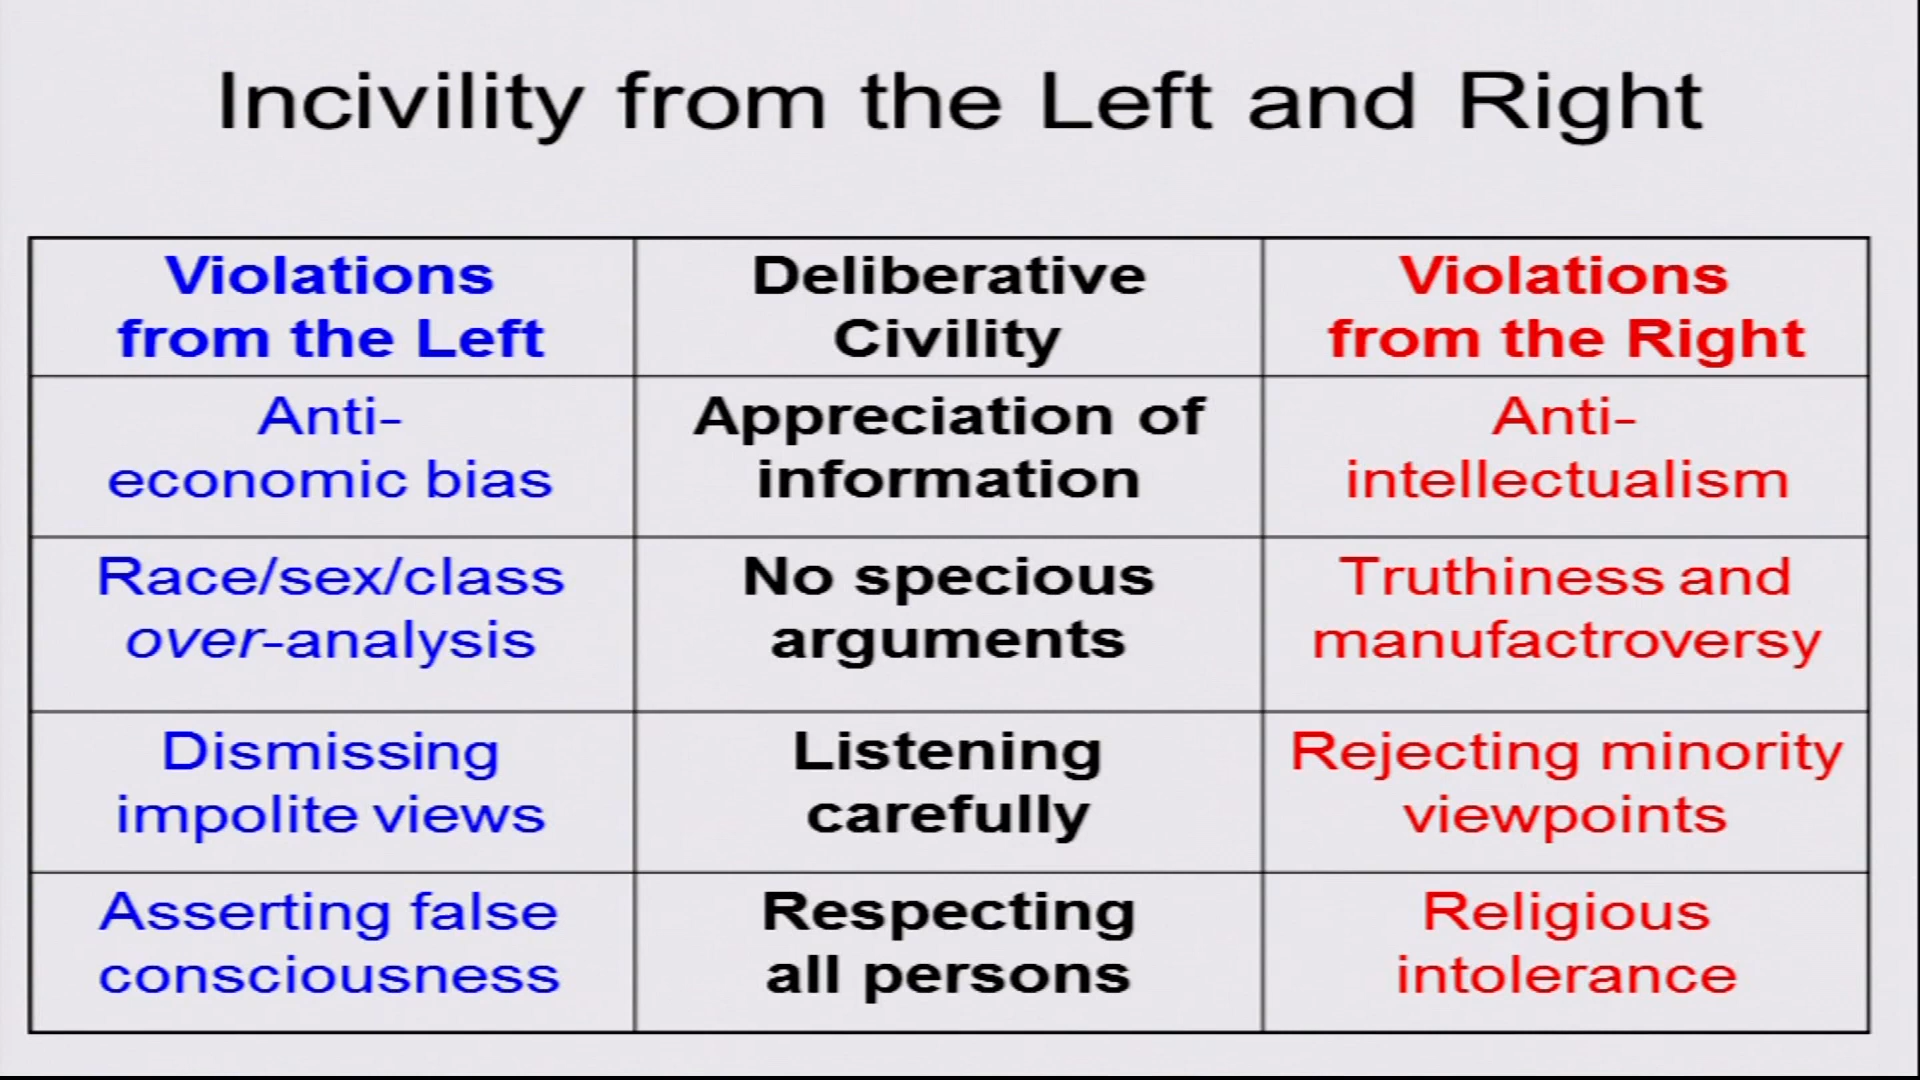 Incivility from the Left and Right
Violations
from the Left
Deliberative
Civility
Violations
from the Right
Anti-
economic bias
Appreciation of
information
Anti-
intellectualism
Race/sex/class
over-analysis
No specious
arguments
Truthiness and
manufactroversy
Dismissing
impolite views
Listening
carefully
Rejecting minority
viewpoints
Asserting false
consciousness
Respecting
all persons
Religious
intolerance